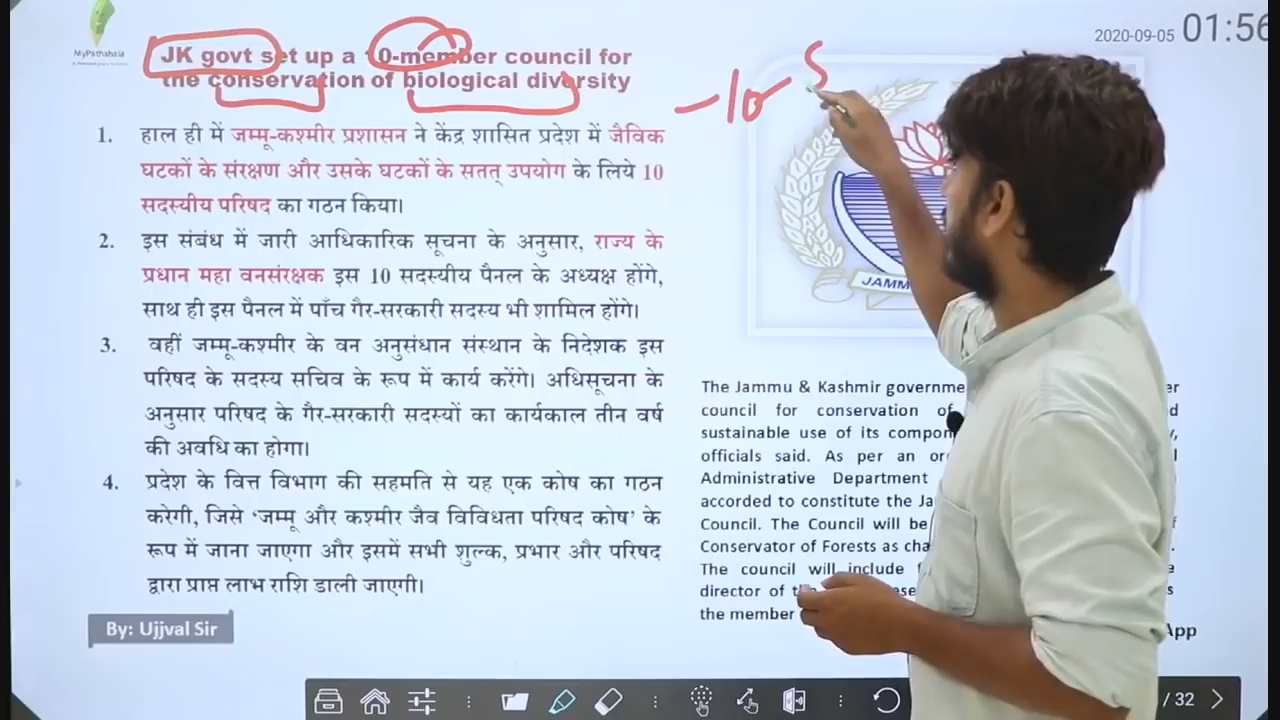 MyPathshala
2020-09-05 01:56
JK govt set up a 10-member council for
the conservation of biological diversity
-10 5
1. हाल ही में जम्मू-कश्मीर प्रशासन ने केंद्र शासित प्रदेश में जैविक
घटकों के संरक्षण और उसके घटकों के सतत् उपयोग के लिये 10
सदस्यीय परिषद का गठन किया।
2. इस संबंध में जारी आधिकारिक सूचना के अनुसार, राज्य के
प्रधान महा वनसंरक्षक इस 10 सदस्यीय पैनल के अध्यक्ष होंगे,
साथ ही इस पैनल में पाँच गैर-सरकारी सदस्य भी शामिल होंगे।
3. वहीं जम्मू-कश्मीर के वन अनुसंधान संस्थान के निदेशक इस
परिषद के सदस्य सचिव के रूप में कार्य करेंगे। अधिसूचना के
अनुसार परिषद के गैर-सरकारी सदस्यों का कार्यकाल तीन वर्ष
की अवधि का होगा।
4. प्रदेश के वित्त विभाग की सहमति से यह एक कोष का गठन
करेगी, जिसे ‘जम्मू और कश्मीर जैव विविधता परिषद कोष’ के
रूप में जाना जाएगा और इसमें सभी शुल्क, प्रभार और परिषद
द्वारा प्राप्त लाभ राशि डाली जाएगी।
By: Ujjval Sir
JAMM
The Jammu & Kashmir
council for conservation of
sustainable use of its
officials said. As per an
Administrative Department
accorded to constitute the
Council. The Council will be
Conservator of Forests as
The council will include
director of
the member
App
/ 32